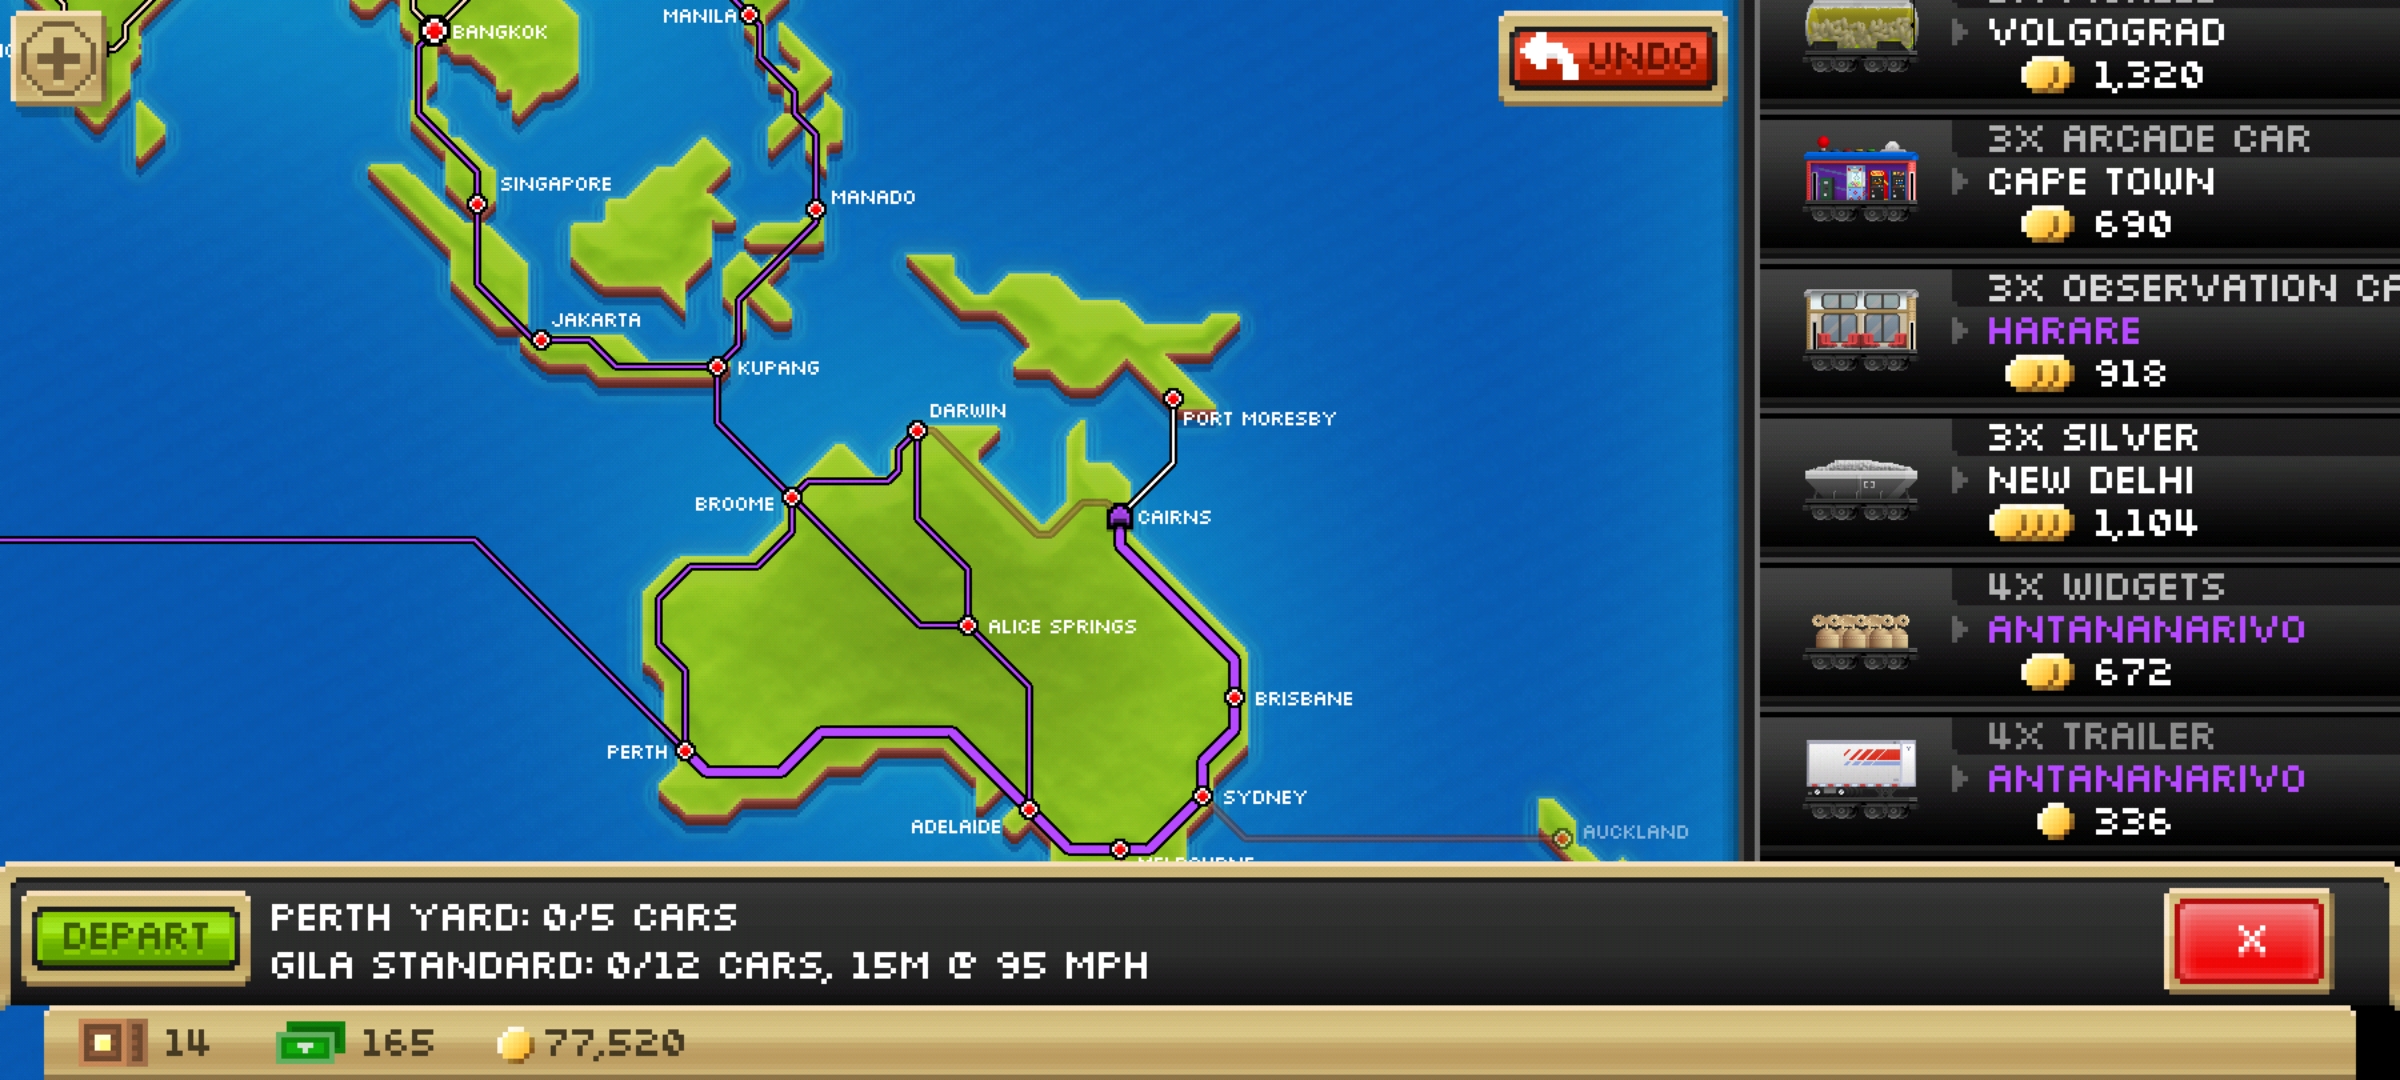 BANGKOK
MANILA
UNDO
SINGAPORE
MANADO
JAKARTA
KUPANG
DARWIN
PORT MORESBY
BROOME
CAIRNS
ALICE SPRINGS
BRISBANE
PERTH
SYDNEY
ADELAIDE
AUCKLAND
VOLGOGRAD
1,320
3X ARCADE CAR
CAPE TOWN
690
3X OBSERVATION CA
HARARE
918
3X SILVER
NEW DELHI
1,104
4X WIDGETS
ANTANANARIVO
672
4X TRAILER
ANTANANARIVO
336
DEPART
PERTH YARD: 0/5 CARS
GILA STANDARD: 0/12 CARS, 15M @ 95 MPH
X
14
165
77,520